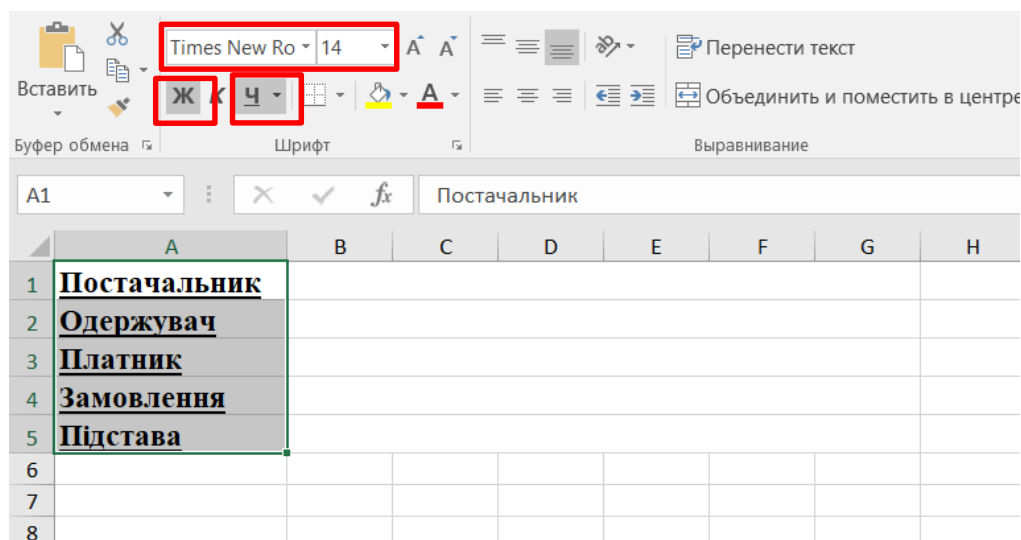 Times New Ro 14 А А Перенести текст
Вставить Ж К Ч А Объединить и поместить в центре
Буфер обмена Шрифт Выравнивание
A1 fx Постачальник
A B C D E F G H
1 Постачальник
2 Одержувач
3 Платник
4 Замовлення
5 Підстава
6
7
8